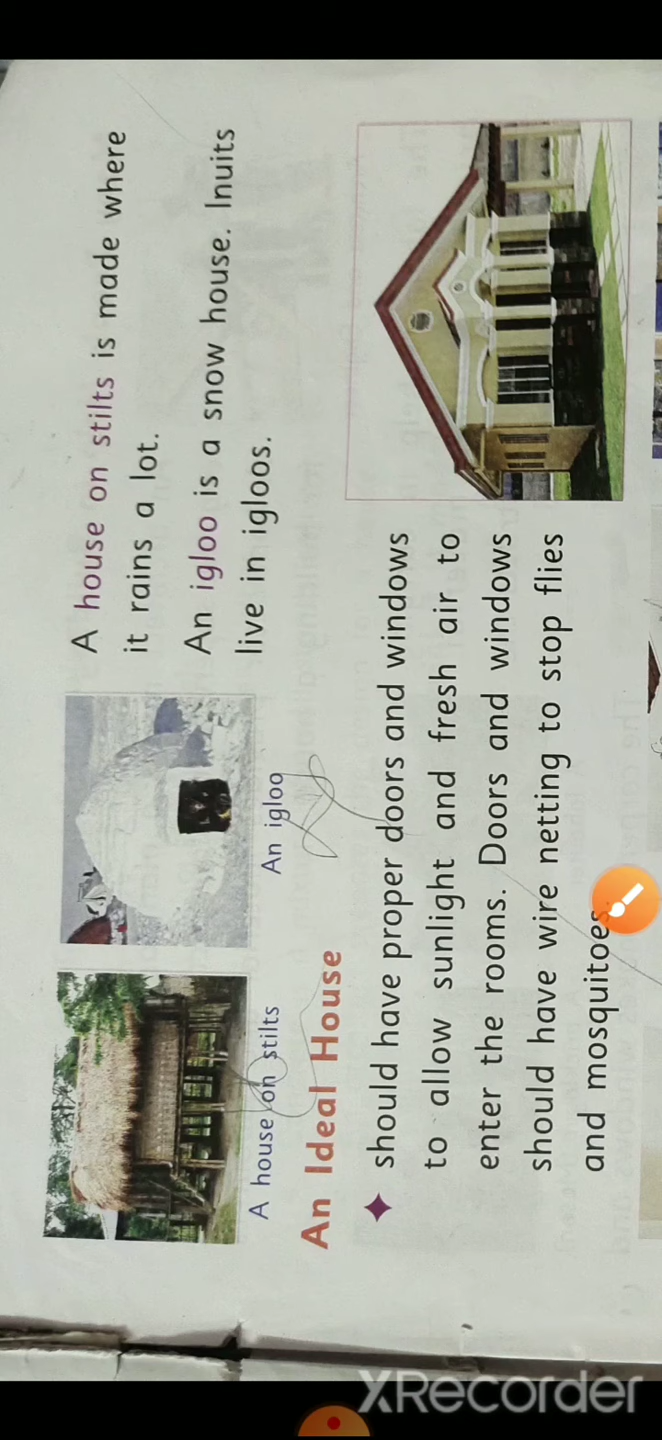 A house on stilts is made where
it rains a lot.
An igloo is a snow house. Inuits
live in igloos.
A house on stilts
An igloo
An Ideal House
should have proper doors and windows
to allow sunlight and fresh air to
enter the rooms. Doors and windows
should have wire netting to stop flies
and mosquitoes.
XRecorder